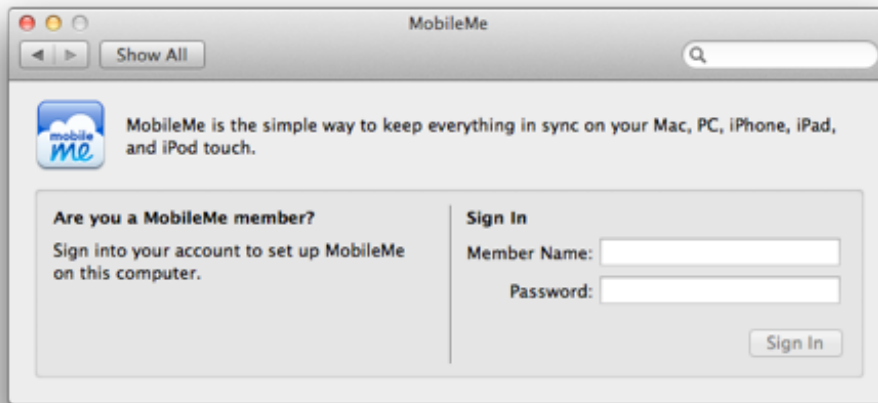 MobileMe
Show All
mobile
me
MobileMe is the simple way to keep everything in sync on your Mac, PC, iPhone, iPad,
and iPod touch.
Are you a MobileMe member?
Sign into your account to set up MobileMe
on this computer.
Sign In
Member Name:
Password:
Sign In